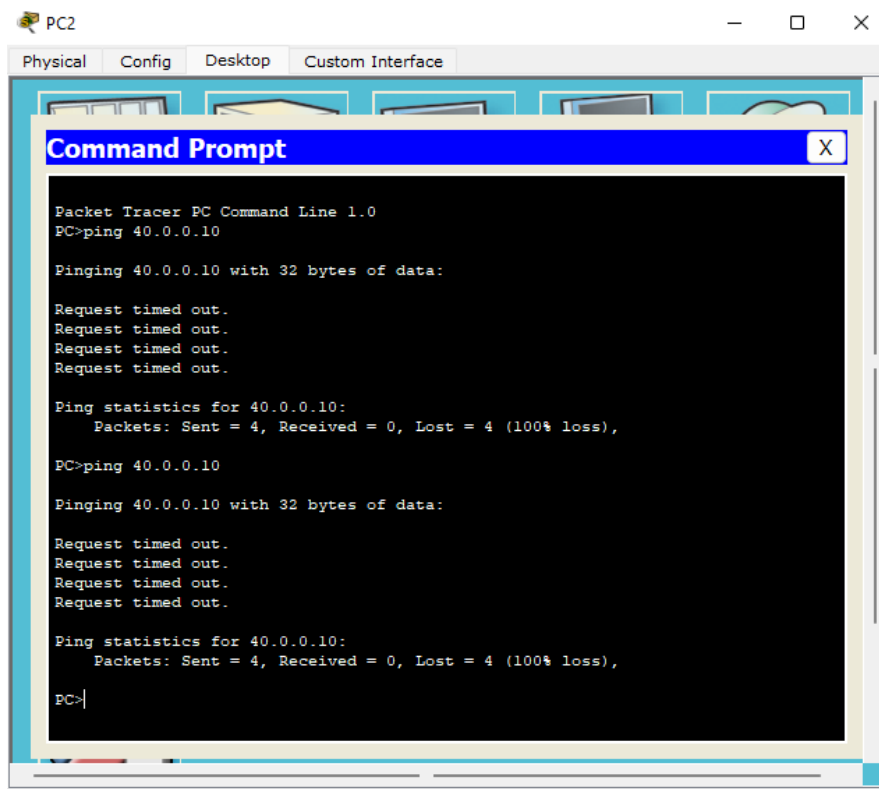 PC2
Physical Config Desktop Custom Interface
Command Prompt X
Packet Tracer PC Command Line 1.0
PC>ping 40.0.0.10
Pinging 40.0.0.10 with 32 bytes of data:
Request timed out.
Request timed out.
Request timed out.
Request timed out.
Ping statistics for 40.0.0.10:
Packets: Sent = 4, Received = 0, Lost = 4 (100% loss),
PC>ping 40.0.0.10
Pinging 40.0.0.10 with 32 bytes of data:
Request timed out.
Request timed out.
Request timed out.
Request timed out.
Ping statistics for 40.0.0.10:
Packets: Sent = 4, Received = 0, Lost = 4 (100% loss),
PC>